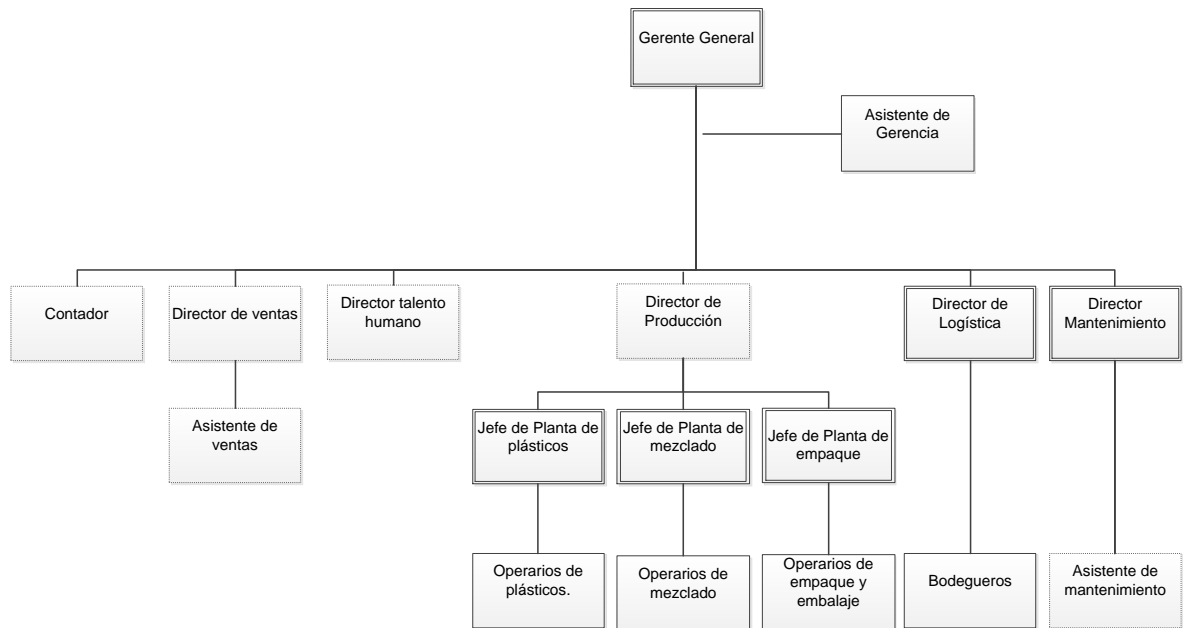 Gerente General
Asistente de
Gerencia
Contador
Director de ventas
Director talento
humano
Director de
Producción
Director de
Logística
Director
Mantenimiento
Asistente de
ventas
Jefe de Planta de
plásticos
Jefe de Planta de
mezclado
Jefe de Planta de
empaque
Operarios de
plásticos.
Operarios de
mezclado
Operarios de
empaque y
embalaje
Bodegueros
Asistente de
mantenimiento